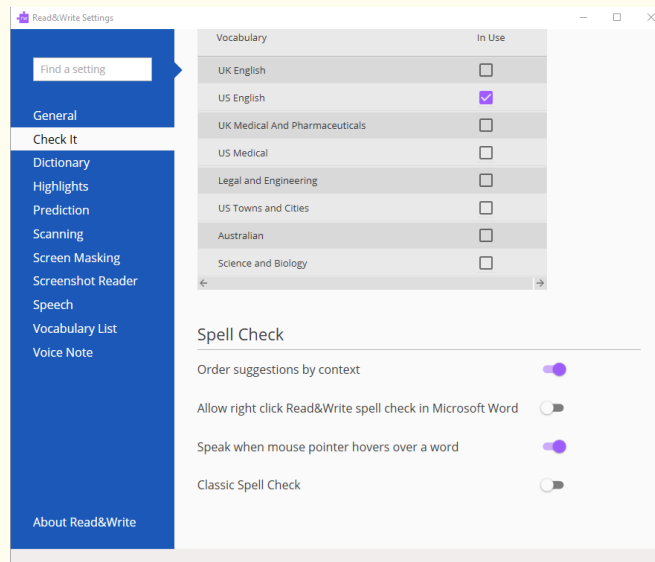 Read&Write Settings
Find a setting
General
Check It
Dictionary
Highlights
Prediction
Scanning
Screen Masking
Screenshot Reader
Speech
Vocabulary List
Voice Note
About Read&Write
Vocabulary In Use
UK English
US English
UK Medical And Pharmaceuticals
US Medical
Legal and Engineering
US Towns and Cities
Australian
Science and Biology
Spell Check
Order suggestions by context
Allow right click Read&Write spell check in Microsoft Word
Speak when mouse pointer hovers over a word
Classic Spell Check